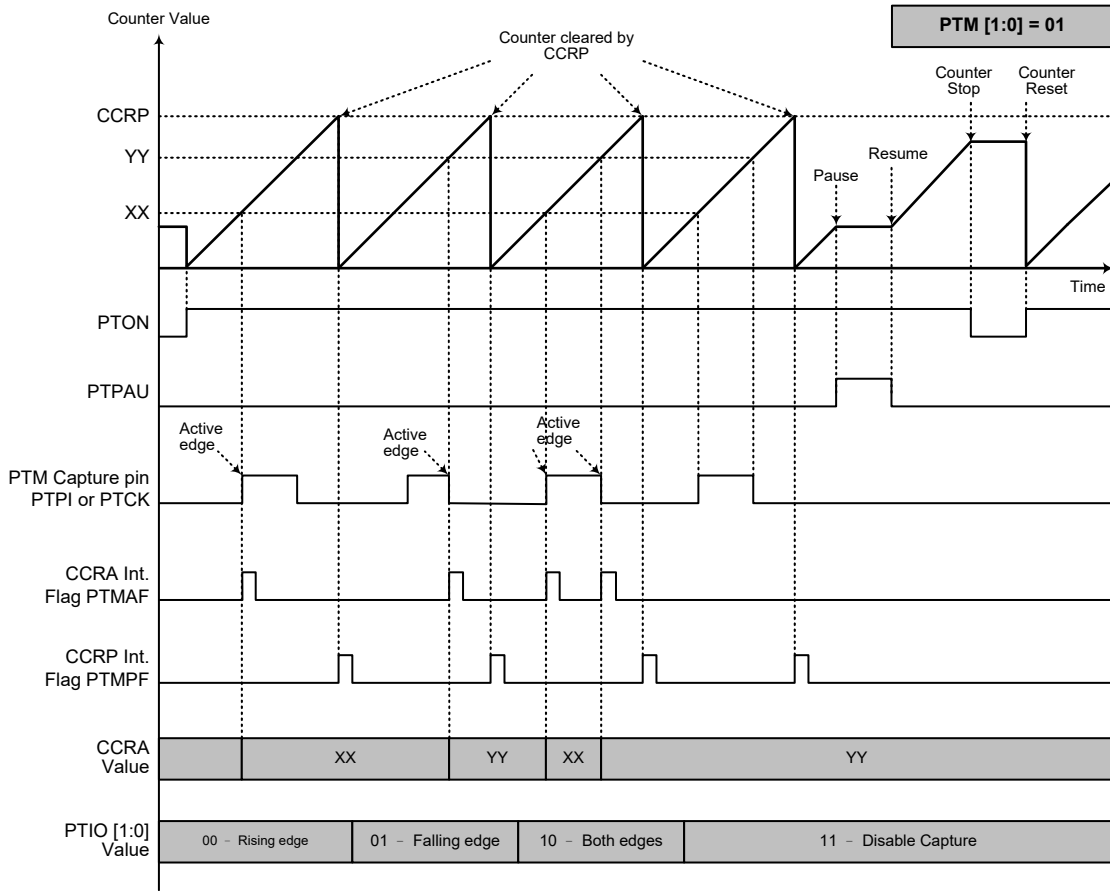 Counter Value
PTM [1:0] = 01
Counter cleared by
CCRP
Counter
Stop
Counter
Reset
CCRP
YY
XX
Pause
Resume
Time
PTON
PTPAU
Active
edge
Active
edge
Active
edge
PTM Capture pin
PTPI or PTCK
CCRA Int.
Flag PTMAF
CCRP Int.
Flag PTMPF
CCRA
Value
XX
YY
XX
YY
PTIO [1:0]
Value
00 - Rising edge
01 - Falling edge
10 - Both edges
11 - Disable Capture